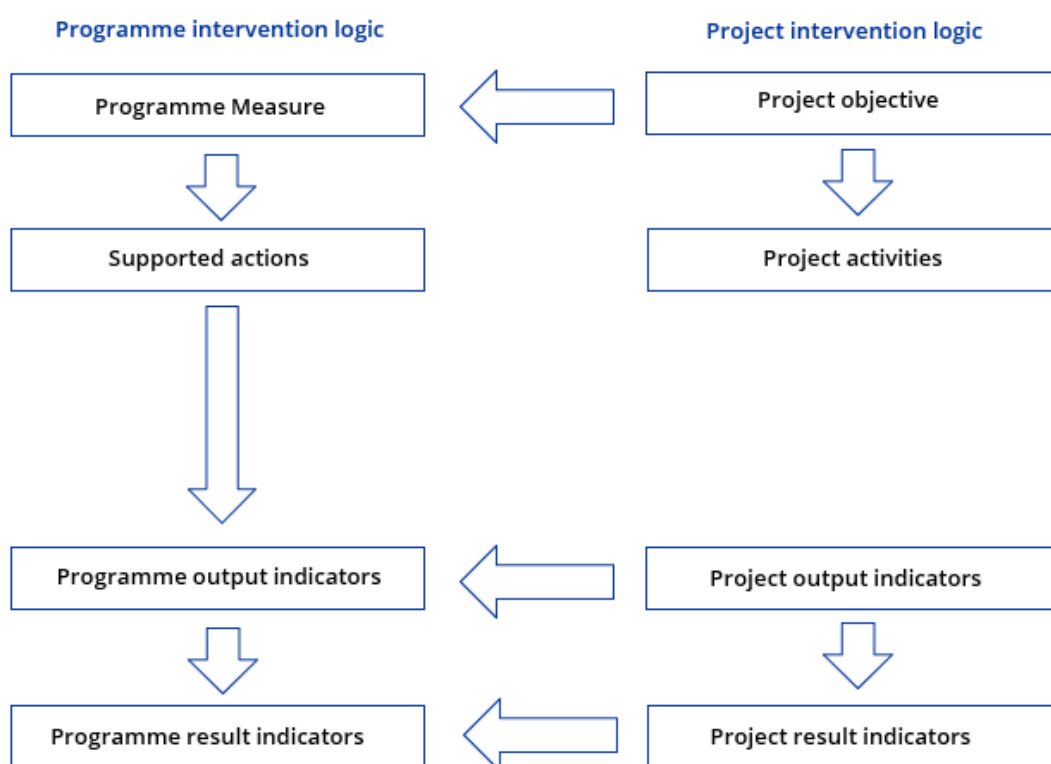 Programme intervention logic
Project intervention logic
Programme Measure
Project objective
Supported actions
Project activities
Programme output indicators
Project output indicators
Programme result indicators
Project result indicators